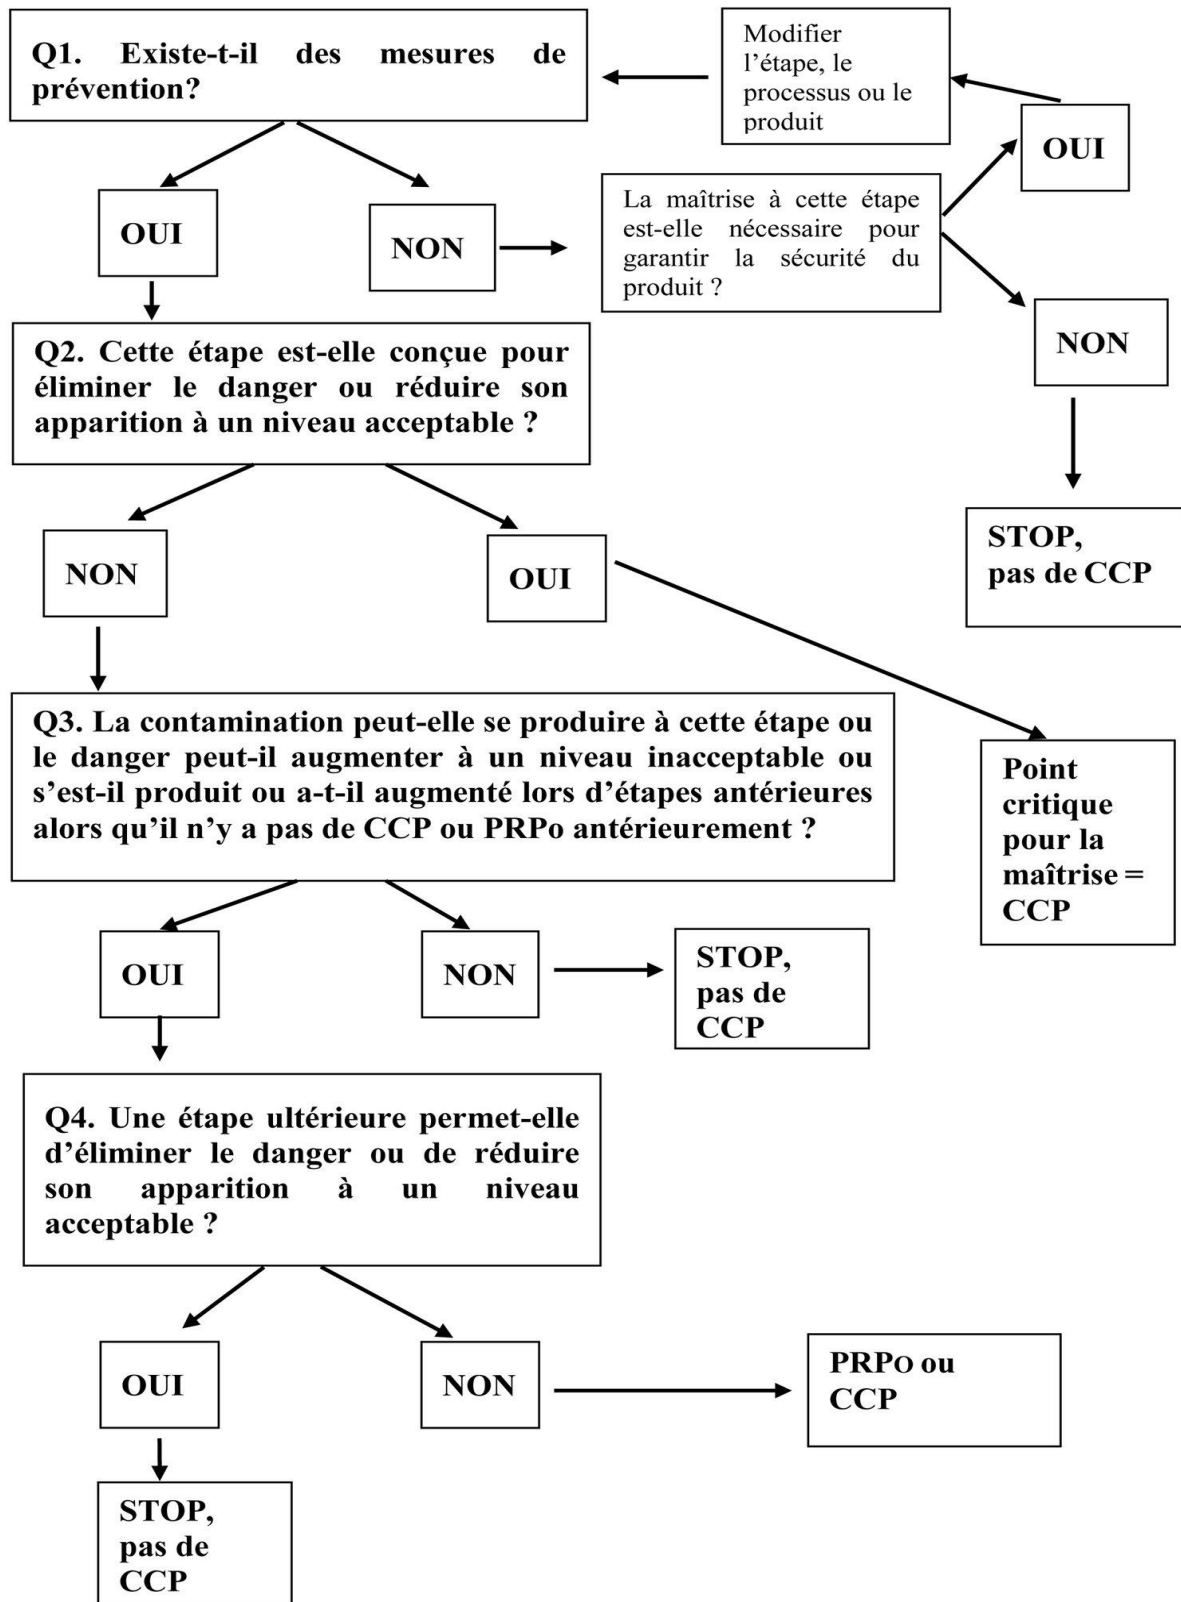 Q1. Existe-t-il des mesures de
prévention?
Modifier
l'étape, le
processus ou le
produit
OUI
OUI
NON
La maîtrise à cette étape
est-elle nécessaire pour
garantir la sécurité du
produit ?
NON
Q2. Cette étape est-elle conçue pour
éliminer le danger ou réduire son
apparition à un niveau acceptable ?
STOP,
pas de CCP
NON
OUI
Q3. La contamination peut-elle se produire à cette étape ou
le danger peut-il augmenter à un niveau inacceptable ou
s'est-il produit ou a-t-il augmenté lors d'étapes antérieures
alors qu'il n'y a pas de CCP ou PRPo antérieurement ?
Point
critique
pour la
maîtrise =
CCP
OUI
NON
STOP,
pas de
CCP
Q4. Une étape ultérieure permet-elle
d'éliminer le danger ou de réduire
son apparition à un niveau
acceptable ?
OUI
NON
PRPO ou
CCP
STOP,
pas de
CCP